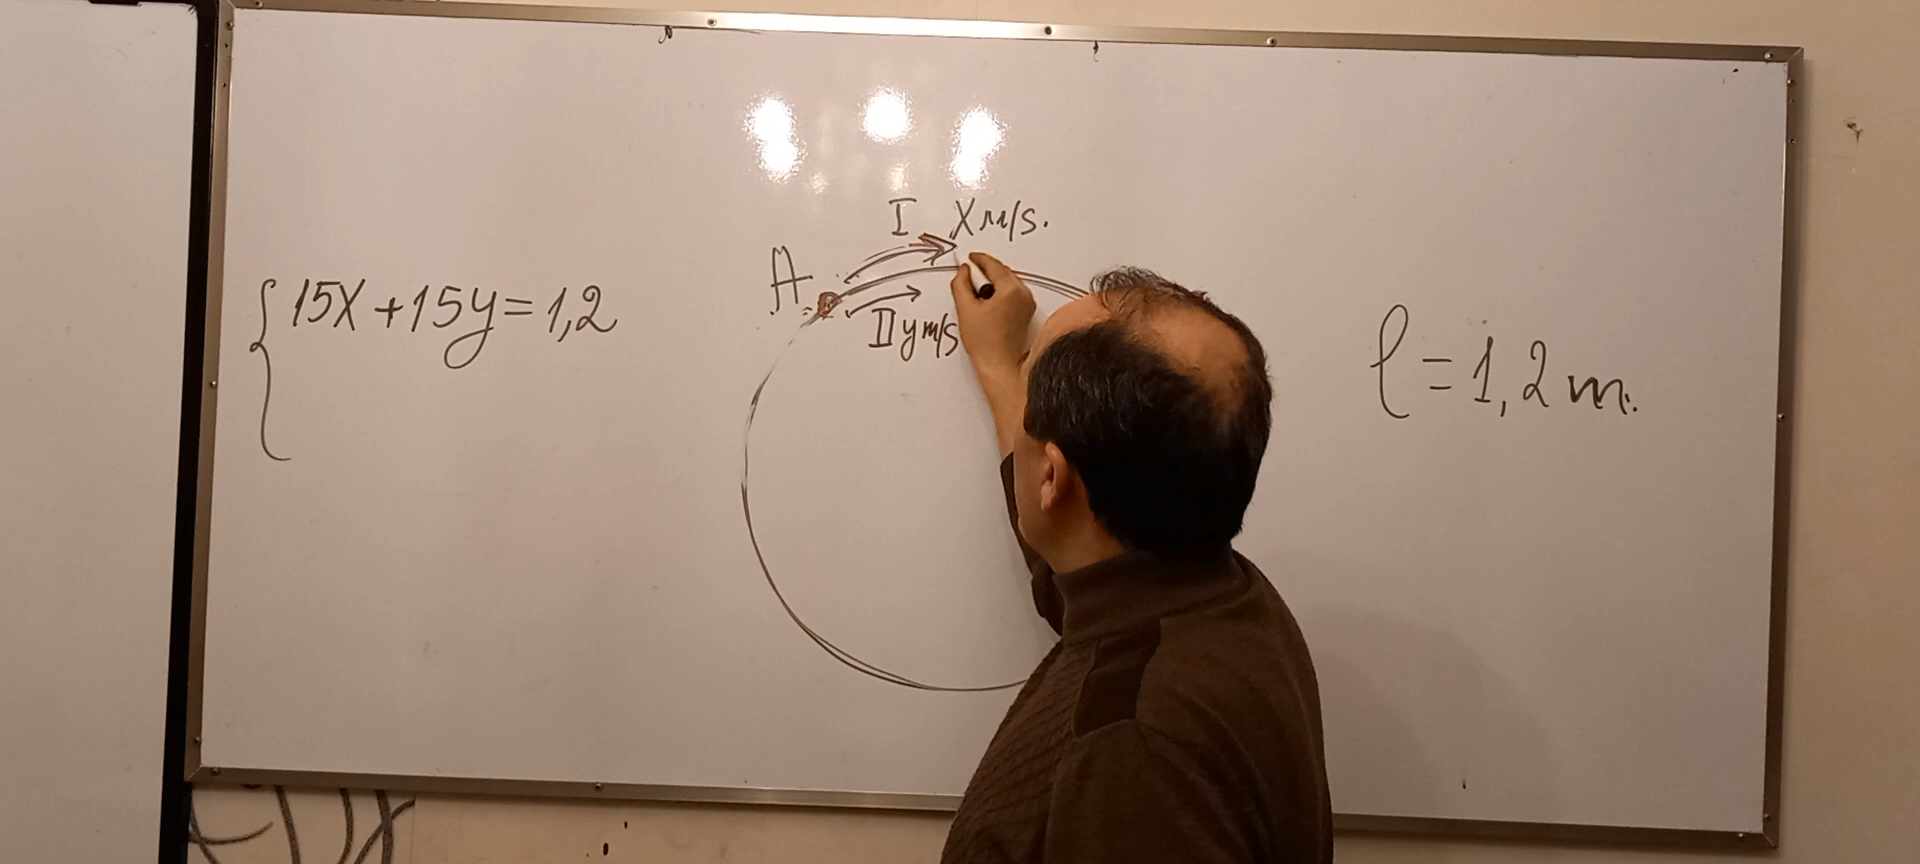 I X m/s.
A
II y m/s
15X + 15y = 1,2
l = 1,2 m.